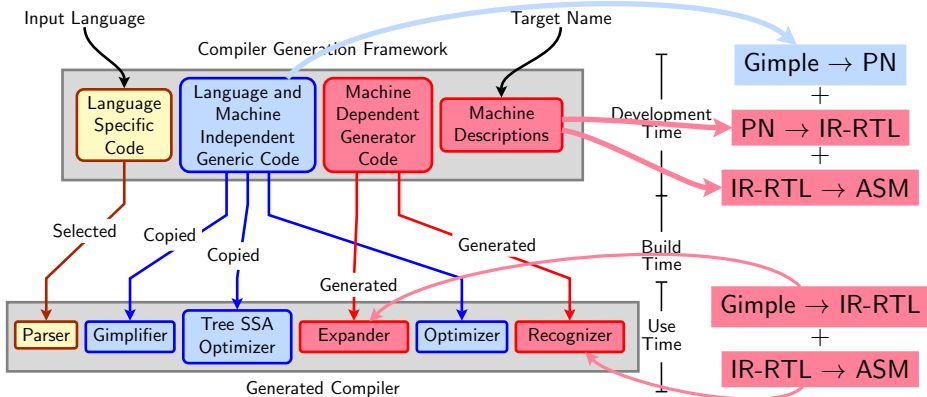 Input Language
Target Name
Compiler Generation Framework
Language
Specific
Code
Language and
Machine
Independent
Generic Code
Machine
Dependent
Generator
Code
Machine
Descriptions
Development
Time
Gimple → PN
+
PN → IR-RTL
+
IR-RTL → ASM
Selected
Copied
Copied
Generated
Generated
Build
Time
Parser
Gimplifier
Tree SSA
Optimizer
Expander
Optimizer
Recognizer
Use
Time
Gimple → IR-RTL
+
IR-RTL → ASM
Generated Compiler